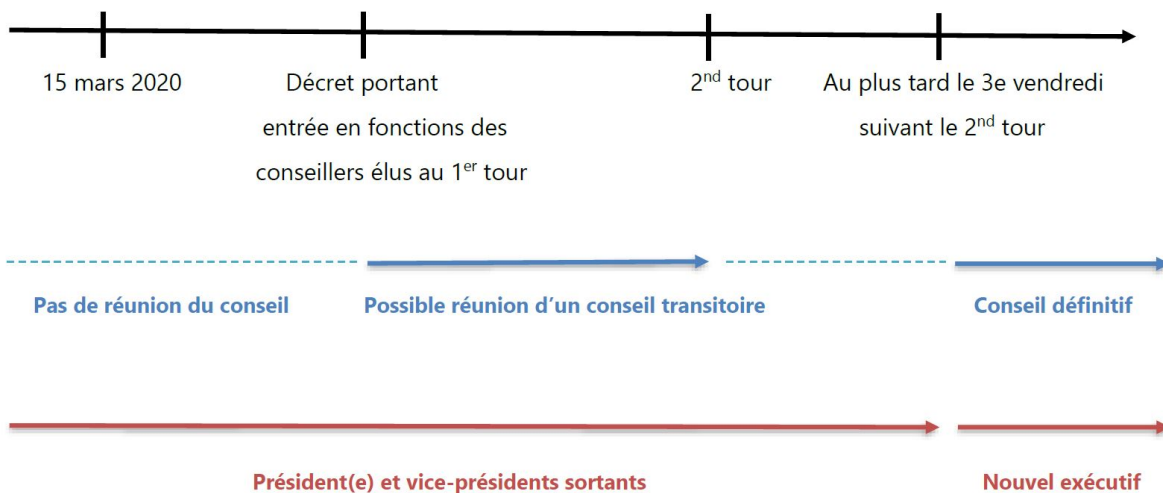 15 mars 2020
Décret portant
entrée en fonctions des
conseillers élus au 1er tour
2nd tour
Au plus tard le 3e vendredi
suivant le 2nd tour
Pas de réunion du conseil
Possible réunion d’un conseil transitoire
Conseil définitif
Président(e) et vice-présidents sortants
Nouvel exécutif